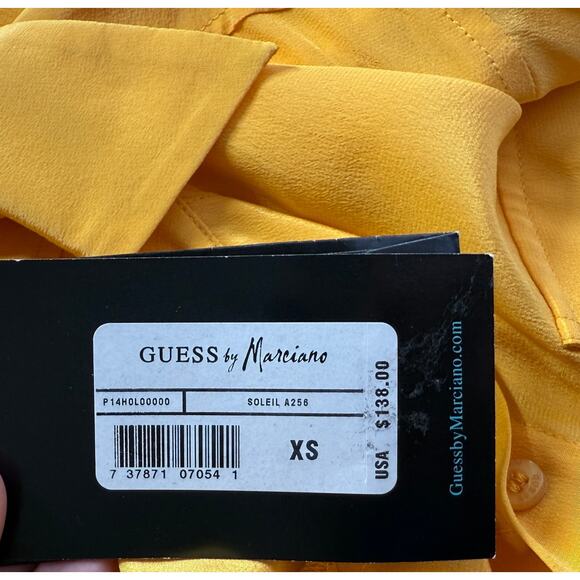 GUESS by Marciano
P14H0L00000 SOLEIL A256
XS
7 37871 07054 1
USA $138.00
GuessbyMarciano.com